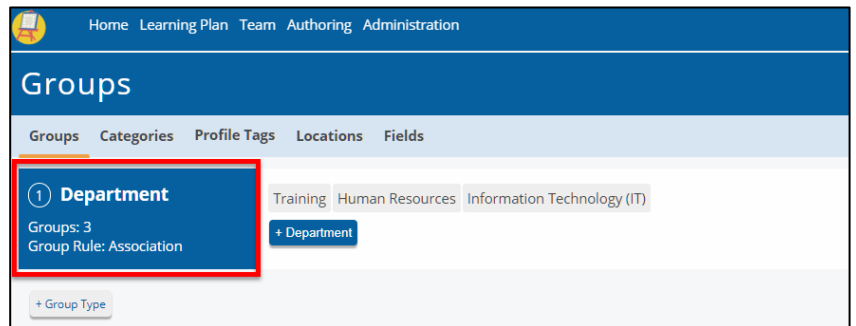 Home Learning Plan Team Authoring Administration
Groups
Groups Categories Profile Tags Locations Fields
1 Department
Groups: 3
Group Rule: Association
Training Human Resources Information Technology (IT)
+ Department
+ Group Type